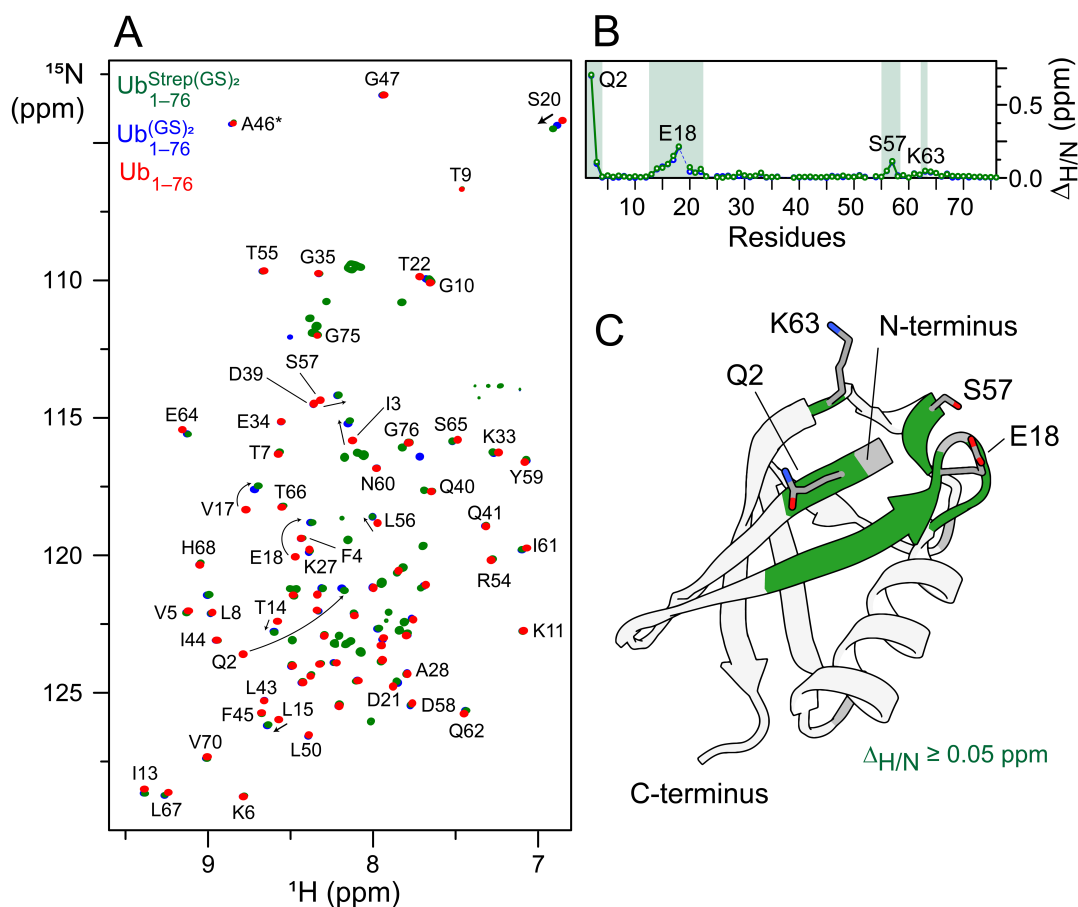 A
¹⁵N
(ppm)
Ub Strep(GS)₂ 1–76
Ub (GS)₂ 1–76
Ub 1–76
G47
S20
A46*
T9
T55
G35
T22
G10
G75
S57
D39
I3
E64
E34
G76
S65
K33
T7
Y59
N60
V17
T66
Q40
L56
Q41
H68
E18
F4
K27
I61
R54
V5
L8
T14
I44
Q2
K11
A28
L43
D21
F45
L15
D58
Q62
L50
V70
I13
L67
K6
110
115
120
125
9
8
7
¹H (ppm)
B
Q2
E18
S57
K63
0.5
0.0
Δ H/N (ppm)
10 20 30 40 50 60 70
Residues
C
K63
N-terminus
Q2
S57
E18
Δ H/N ≥ 0.05 ppm
C-terminus